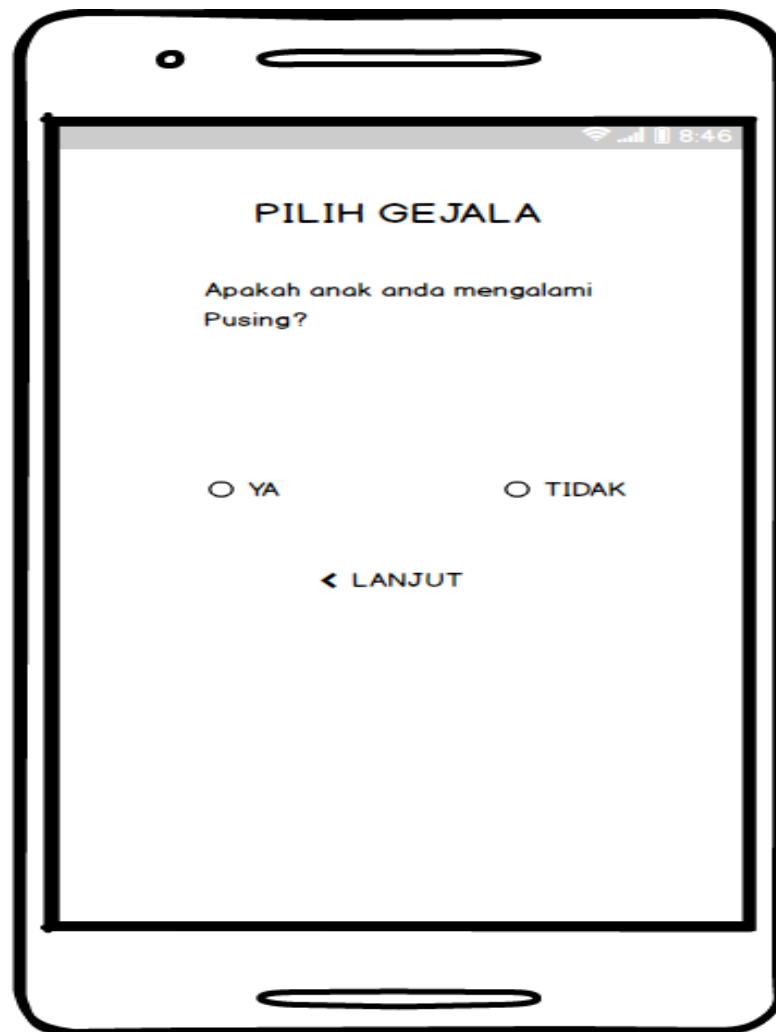 8:46
PILIH GEJALA
Apakah anak anda mengalami
Pusing?
YA TIDAK
< LANJUT